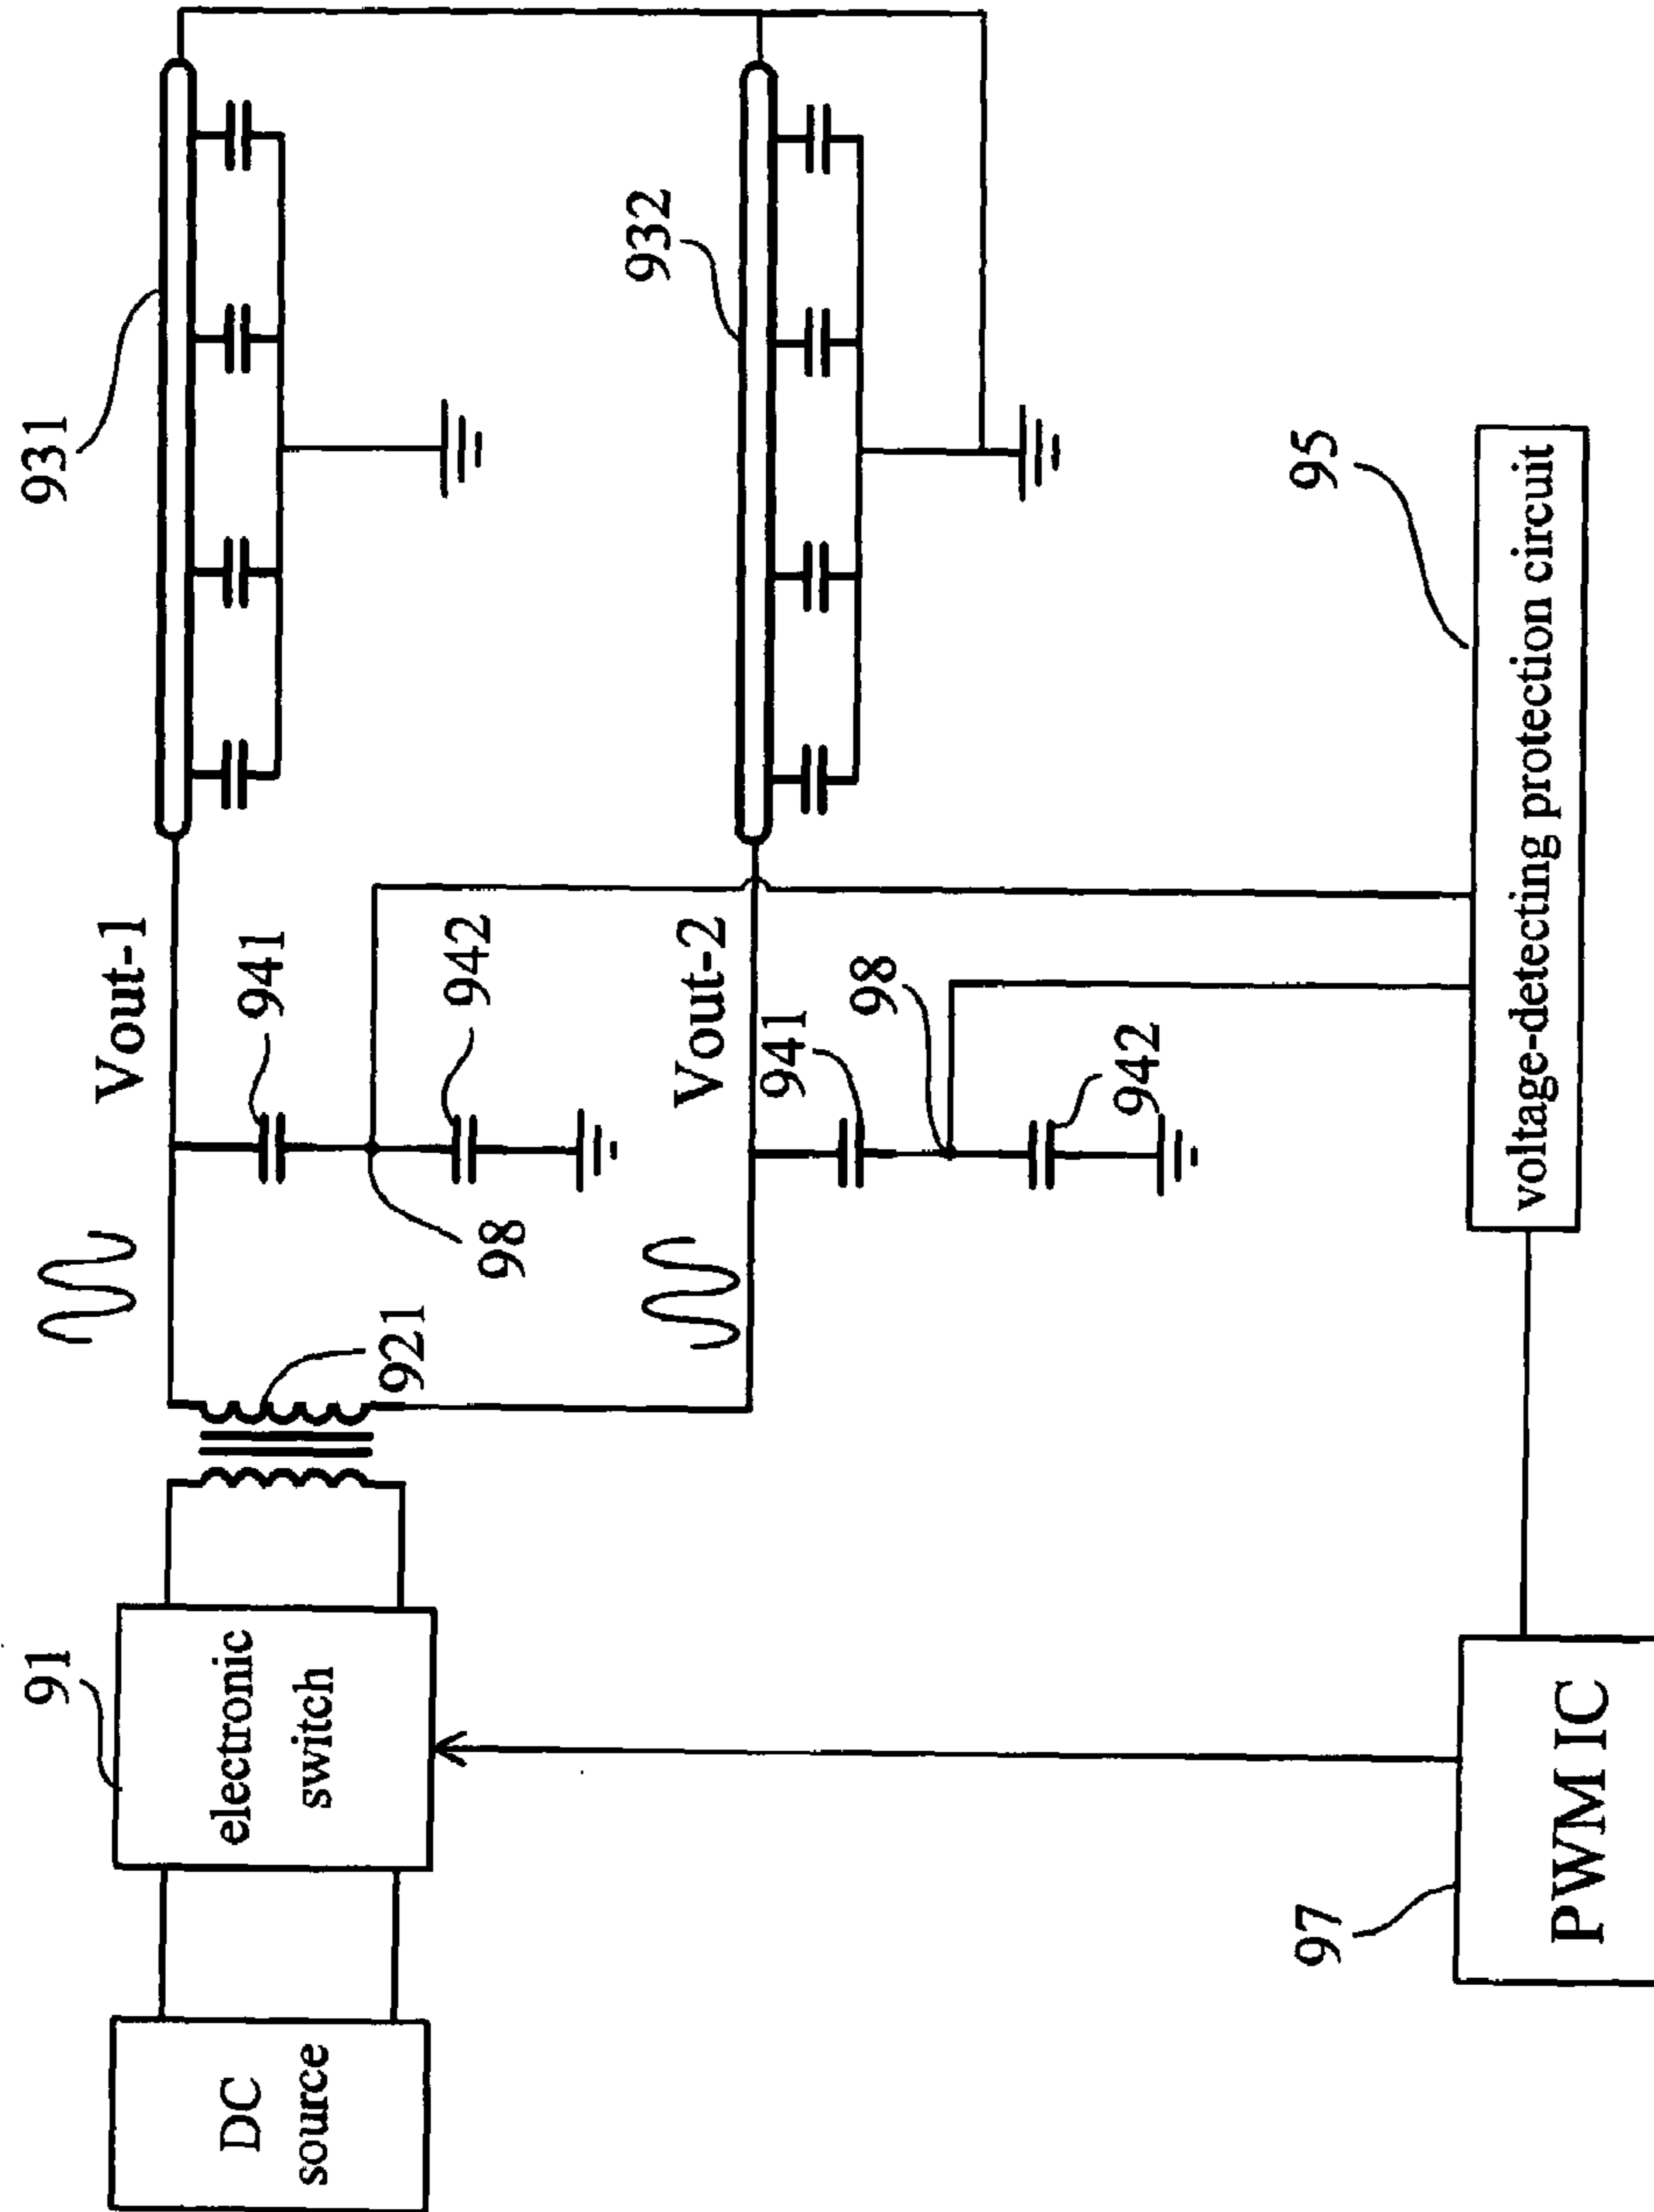 931
932
Vout-1
941
942
98
Vout-2
941
98
942
921
91
electronic
switch
DC
source
95
voltage-detecting protection circuit
97
PWM IC